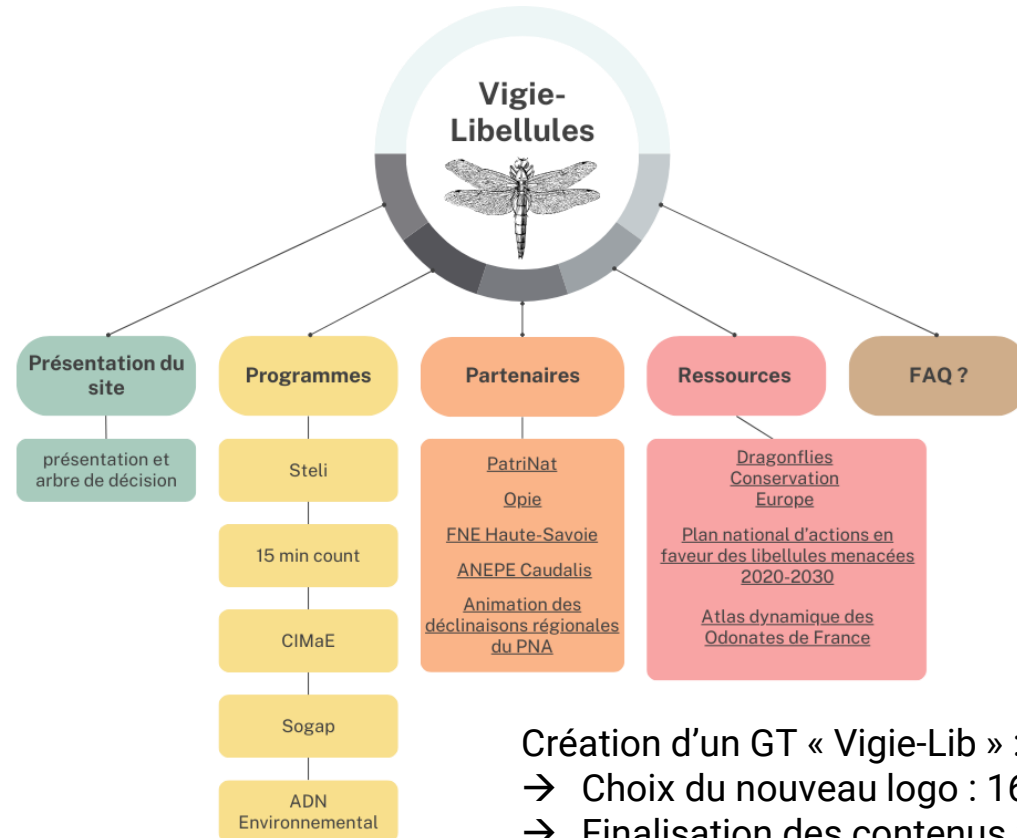 Vigie-
Libellules
Présentation du
site
présentation et
arbre de décision
Programmes
Steli
15 min count
CIMaE
Sogap
ADN
Environnemental
Partenaires
PatriNat
Opie
FNE Haute-Savoie
ANEPE Caudalis
Animation des
déclinaisons régionales
du PNA
Ressources
Dragonflies
Conservation
Europe
Plan national d'actions en
faveur des libellules menacées
2020-2030
Atlas dynamique des
Odonates de France
FAQ ?
Création d'un GT « Vigie-Lib » :
→ Choix du nouveau logo : 16
→ Finalisation des contenus